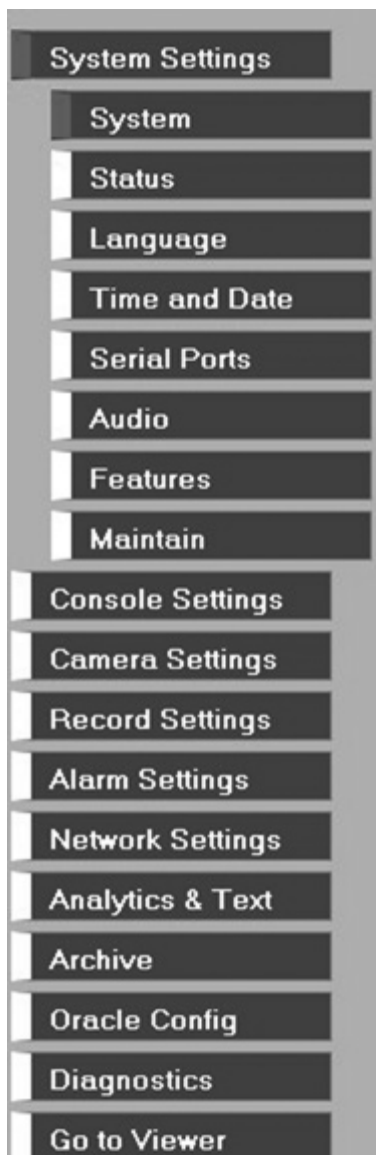 System Settings
System
Status
Language
Time and Date
Serial Ports
Audio
Features
Maintain
Console Settings
Camera Settings
Record Settings
Alarm Settings
Network Settings
Analytics & Text
Archive
Oracle Config
Diagnostics
Go to Viewer